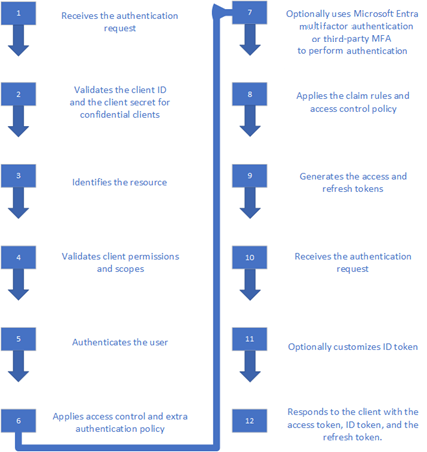 1
Receives the authentication
request
2
Validates the client ID
and the client secret for
confidential clients
3
Identifies the resource
4
Validates client permissions
and scopes
5
Authenticates the user
6
Applies access control and extra
authentication policy
7
Optionally uses Microsoft Entra
multifactor authentication
or third-party MFA
to perform authentication
8
Applies the claim rules and
access control policy
9
Generates the access and
refresh tokens
10
Receives the authentication
request
11
Optionally customizes ID token
12
Responds to the client with the
access token, ID token, and the
refresh token.